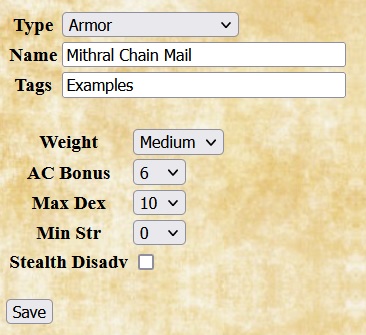 Type Armor
Name Mithral Chain Mail
Tags Examples
Weight Medium
AC Bonus 6
Max Dex 10
Min Str 0
Stealth Disadv
Save